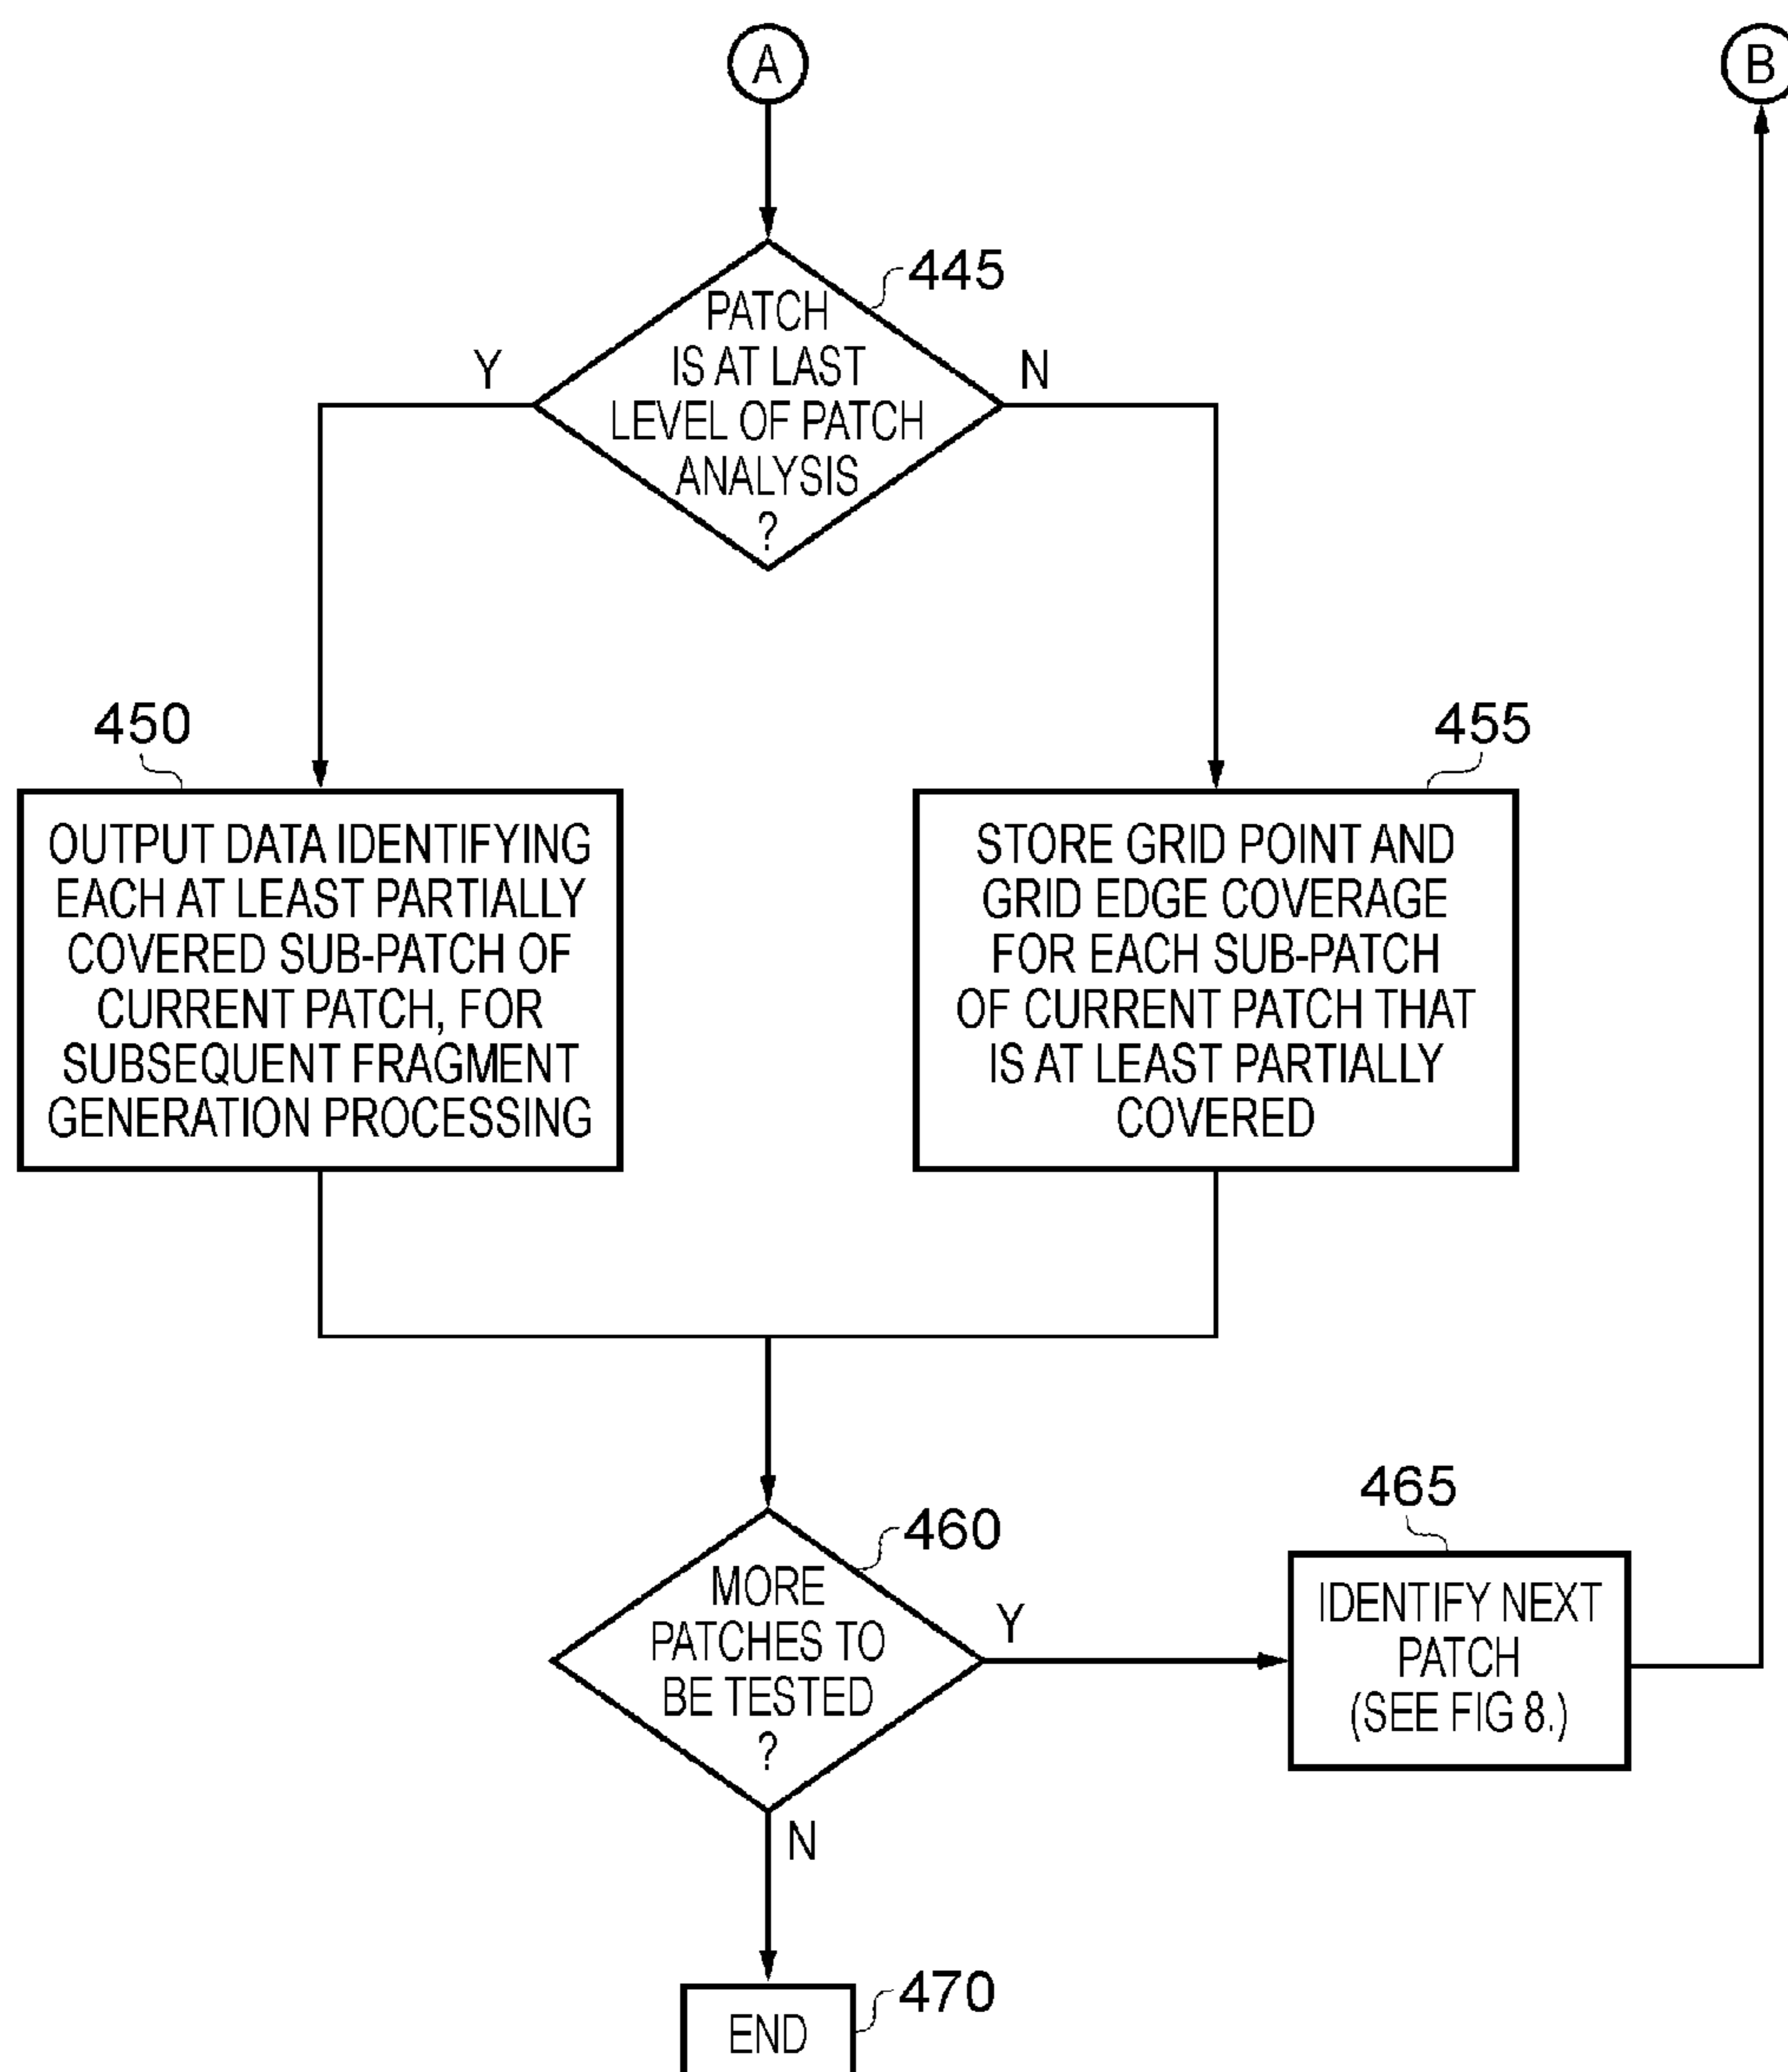 A
B
445
PATCH
IS AT LAST
LEVEL OF PATCH
ANALYSIS
?
Y
N
450
455
OUTPUT DATA IDENTIFYING
EACH AT LEAST PARTIALLY
COVERED SUB-PATCH OF
CURRENT PATCH, FOR
SUBSEQUENT FRAGMENT
GENERATION PROCESSING
STORE GRID POINT AND
GRID EDGE COVERAGE
FOR EACH SUB-PATCH
OF CURRENT PATCH THAT
IS AT LEAST PARTIALLY
COVERED
460
MORE
PATCHES TO
BE TESTED
?
Y
N
465
IDENTIFY NEXT
PATCH
(SEE FIG 8.)
470
END